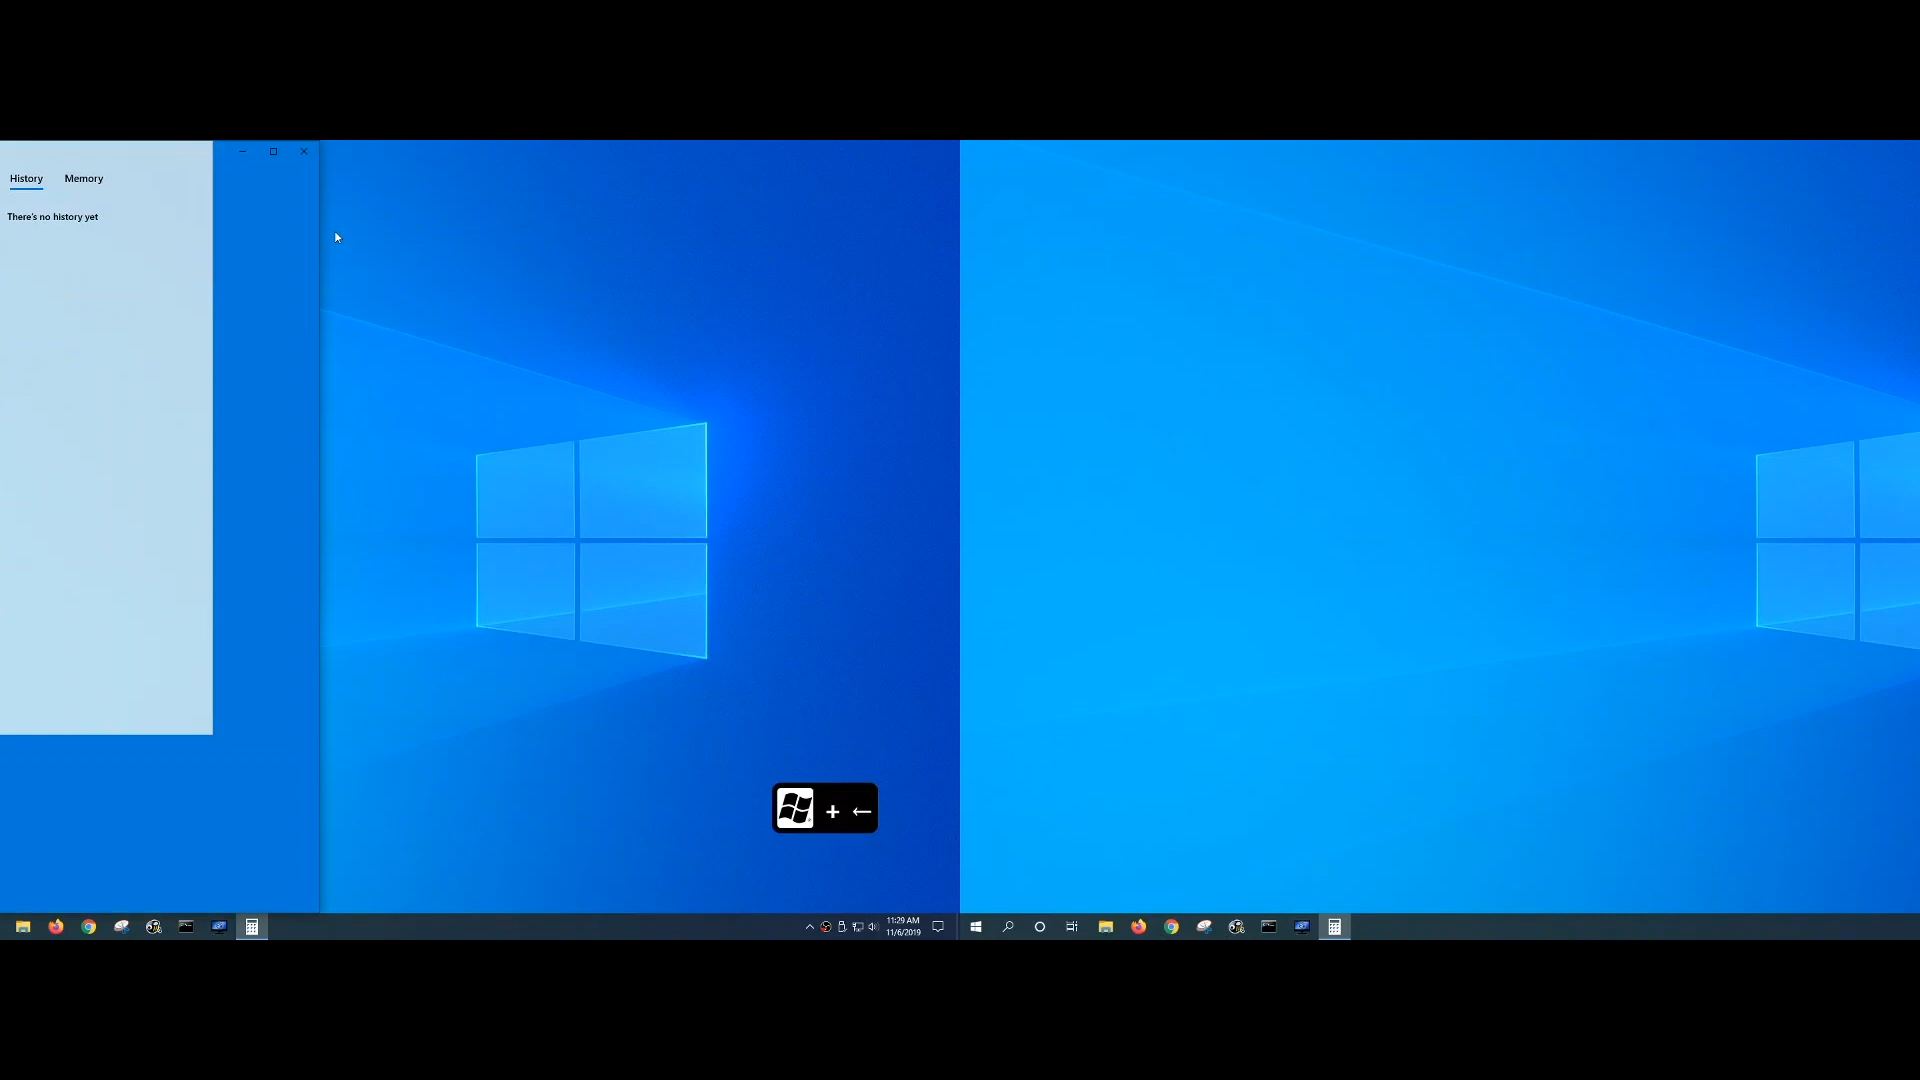 History Memory
There's no history yet
+ ←
11:29 AM
11/6/2019